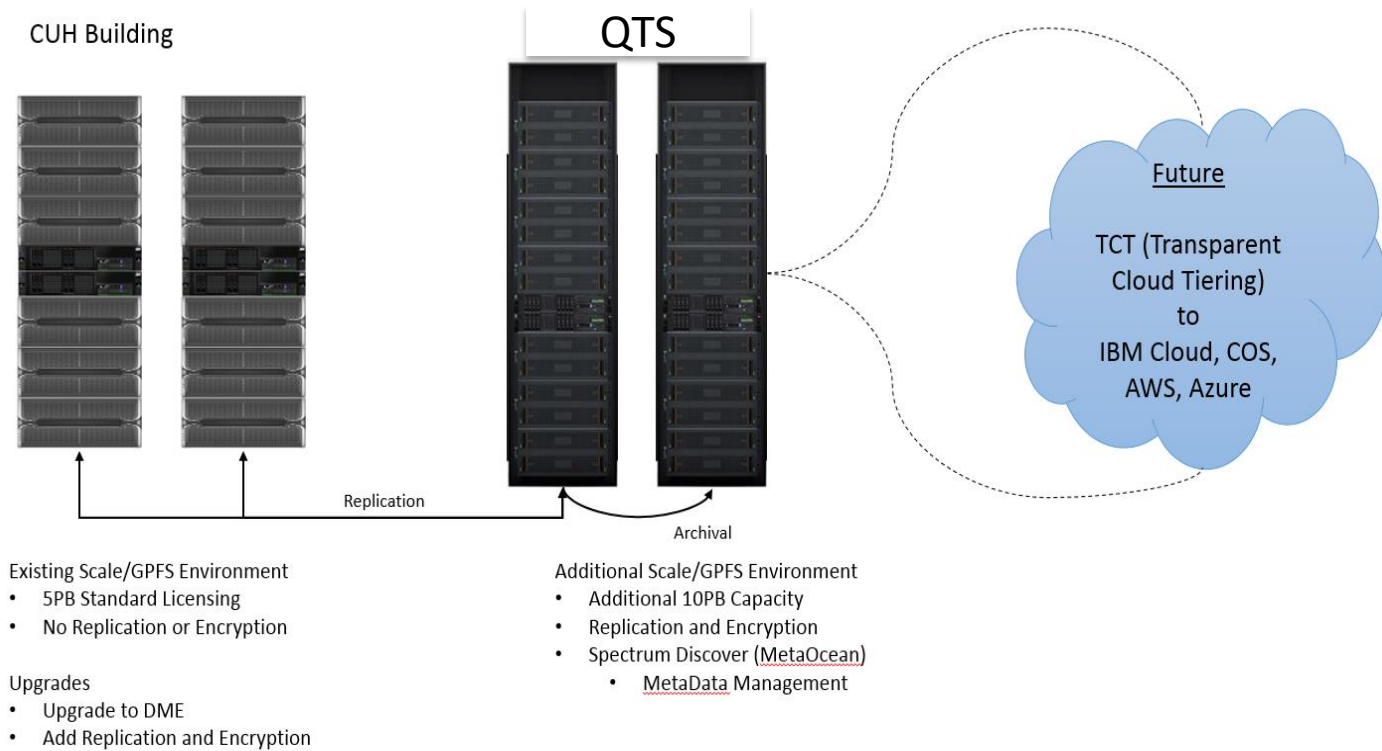 CUH Building
QTS
Future
TCT (Transparent
Cloud Tiering)
to
IBM Cloud, COS,
AWS, Azure
Replication
Archival
Existing Scale/GPFS Environment
• 5PB Standard Licensing
• No Replication or Encryption
Upgrades
• Upgrade to DME
• Add Replication and Encryption
Additional Scale/GPFS Environment
• Additional 10PB Capacity
• Replication and Encryption
• Spectrum Discover (MetaOcean)
• MetaData Management